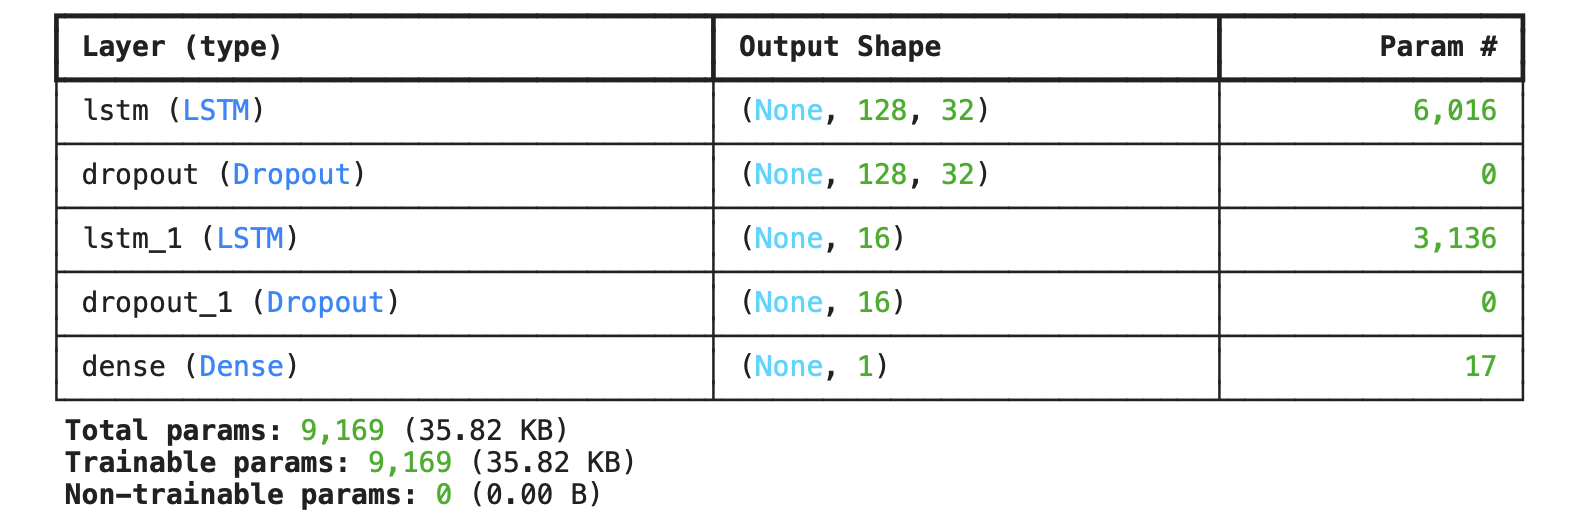 Layer (type) Output Shape Param #
lstm (LSTM) (None, 128, 32) 6,016
dropout (Dropout) (None, 128, 32) 0
lstm_1 (LSTM) (None, 16) 3,136
dropout_1 (Dropout) (None, 16) 0
dense (Dense) (None, 1) 17
Total params: 9,169 (35.82 KB)
Trainable params: 9,169 (35.82 KB)
Non-trainable params: 0 (0.00 B)